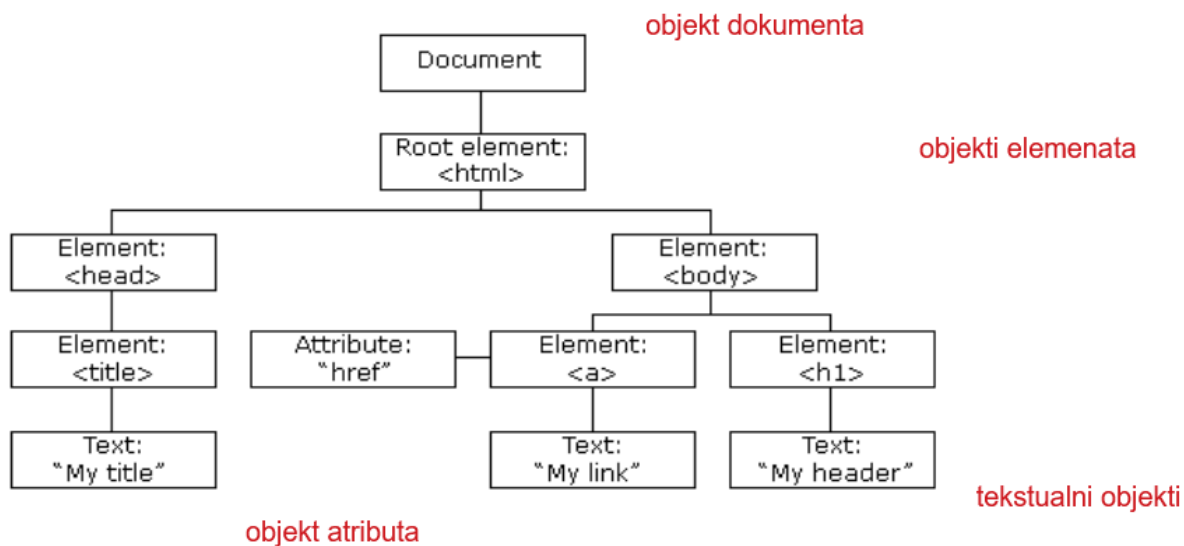 objekt dokumenta
Document
Root element:
<html>
objekti elemenata
Element:
<head>
Element:
<body>
Element:
<title>
Attribute:
“href”
Element:
<a>
Element:
<h1>
Text:
“My title”
Text:
“My link”
Text:
“My header”
tekstualni objekti
objekt atributa